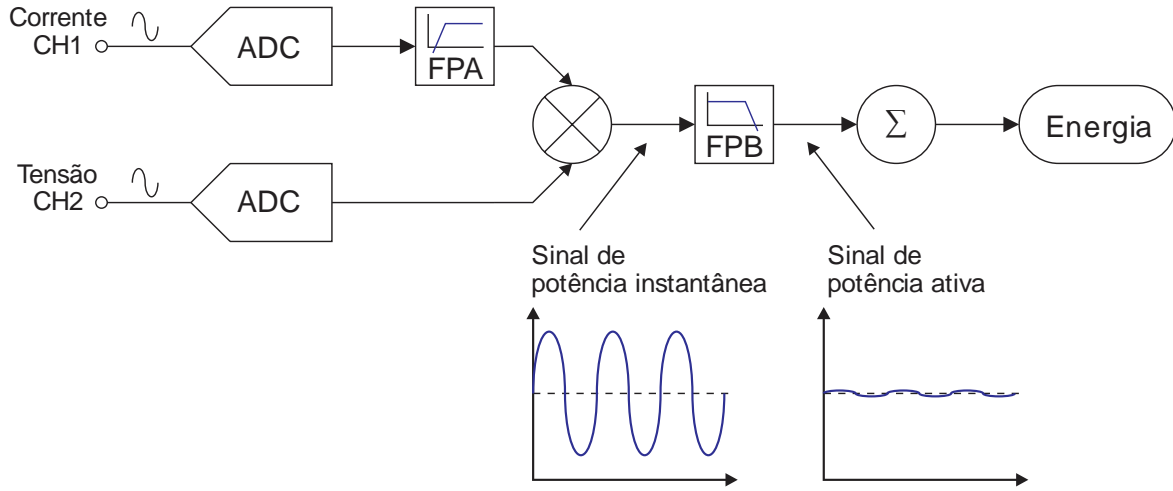 Corrente
CH1
ADC
FPA
Tensão
CH2
ADC
FPB
Σ
Energia
Sinal de
potência instantânea
Sinal de
potência ativa